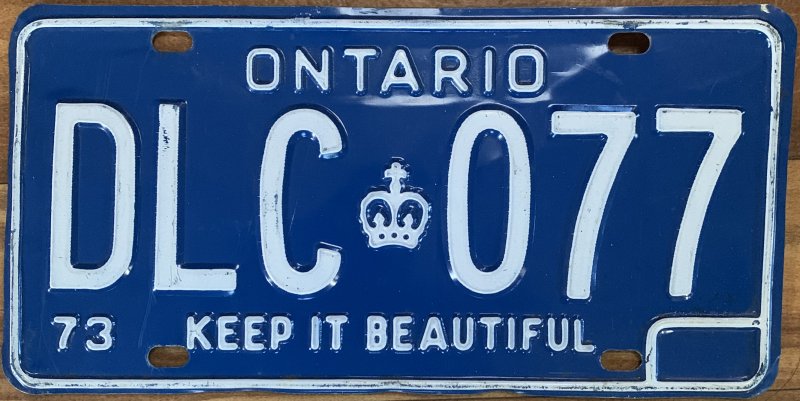 ONTARIO
DLC 077
73 KEEP IT BEAUTIFUL